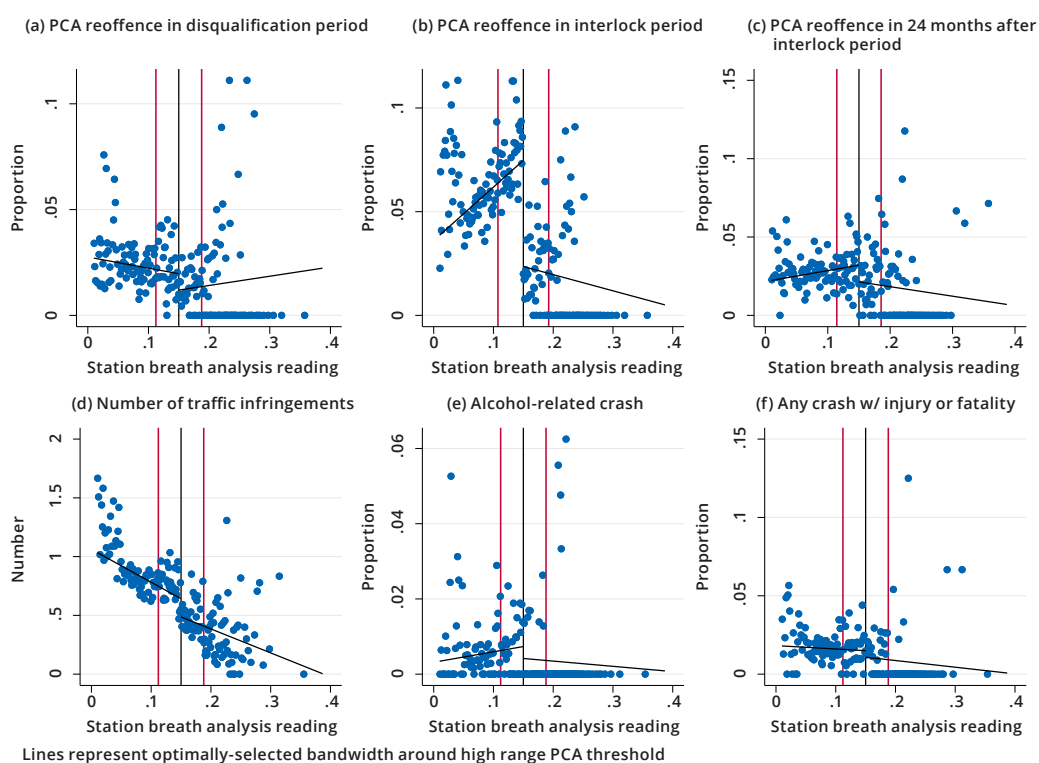 (a) PCA reoffence in disqualification period
(b) PCA reoffence in interlock period
(c) PCA reoffence in 24 months after
interlock period
Proportion
.1
.05
0
0
.1
.2
.3
.4
Station breath analysis reading
Proportion
.1
.05
0
0
.1
.2
.3
.4
Station breath analysis reading
Proportion
.15
.1
.05
0
0
.1
.2
.3
.4
Station breath analysis reading
(d) Number of traffic infringements
(e) Alcohol-related crash
(f) Any crash w/ injury or fatality
Number
2
1.5
1
.5
0
0
.1
.2
.3
.4
Station breath analysis reading
Proportion
.06
.04
.02
0
0
.1
.2
.3
.4
Station breath analysis reading
Proportion
.15
.1
.05
0
0
.1
.2
.3
.4
Station breath analysis reading
Lines represent optimally-selected bandwidth around high range PCA threshold